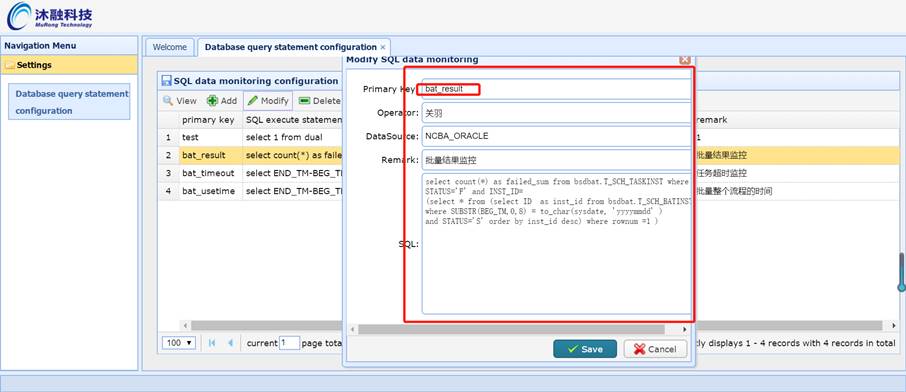 沐融科技
MuRong Technology
Navigation Menu
Settings
Database query statement
configuration
Welcome
Database query statement configuration ×
SQL data monitoring configuration
View Add Modify Delete
primary key SQL execute statemen remark
1 test select 1 from dual 1
2 bat_result select count(*) as faile 批量结果监控
3 bat_timeout select END_TM-BEG_T 任务超时监控
4 bat_usetime select END_TM-BEG_T 批量整个流程的时间
Modify SQL data monitoring
Primary Key: bat_result
Operator: 关羽
DataSource: NCBA_ORACLE
Remark: 批量结果监控
SQL:
select count(*) as failed_sum from bsdbat.T_SCH_TASKINST where
STATUS='F' and INST_ID=
(select * from (select ID as inst_id from bsdbat.T_SCH_BATINST
where SUBSTR(BEG_TM,0,8) = to_char(sysdate, 'yyyymmdd' )
and STATUS='S' order by inst_id desc) where rownum =1 )
Save Cancel
100 current 1 page tota tly displays 1 - 4 records with 4 records in total